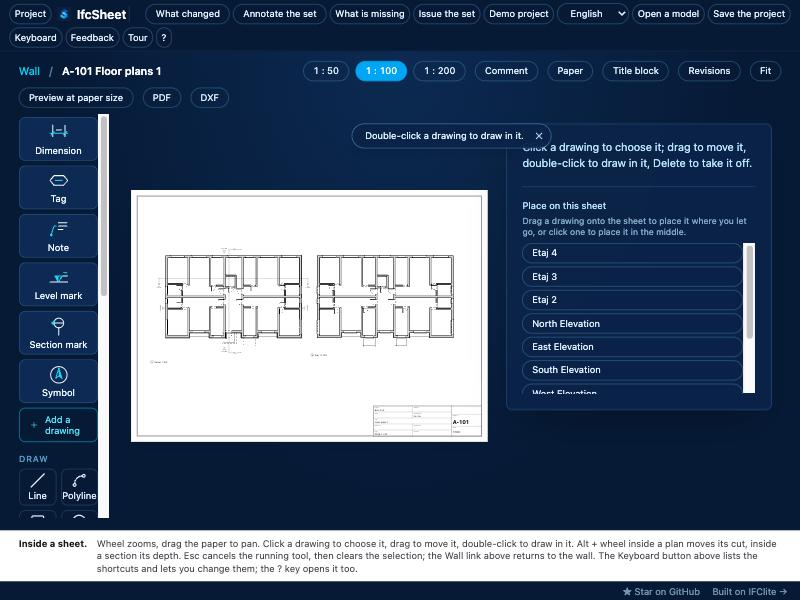 Project IfcSheet What changed Annotate the set What is missing Issue the set Demo project English Open a model Save the project
Keyboard Feedback Tour ?
Wall / A-101 Floor plans 1 1 : 50 1 : 100 1 : 200 Comment Paper Title block Revisions Fit
Preview at paper size PDF DXF
Double-click a drawing to draw in it. ×
Click a drawing to choose it; drag to move it,
double-click to draw in it, Delete to take it off.
Place on this sheet
Drag a drawing onto the sheet to place it where you let
go, or click one to place it in the middle.
Etaj 4
Etaj 3
Etaj 2
North Elevation
East Elevation
South Elevation
West Elevation
Dimension
Tag
Note
Level mark
Section mark
Symbol
+ Add a
drawing
DRAW
Line Polyline
A-101
Inside a sheet. Wheel zooms, drag the paper to pan. Click a drawing to choose it, drag to move it, double-click to draw in it. Alt + wheel inside a plan moves its cut, inside
a section its depth. Esc cancels the running tool, then clears the selection; the Wall link above returns to the wall. The Keyboard button above lists the
shortcuts and lets you change them; the ? key opens it too.
★ Star on GitHub Built on IFClite →